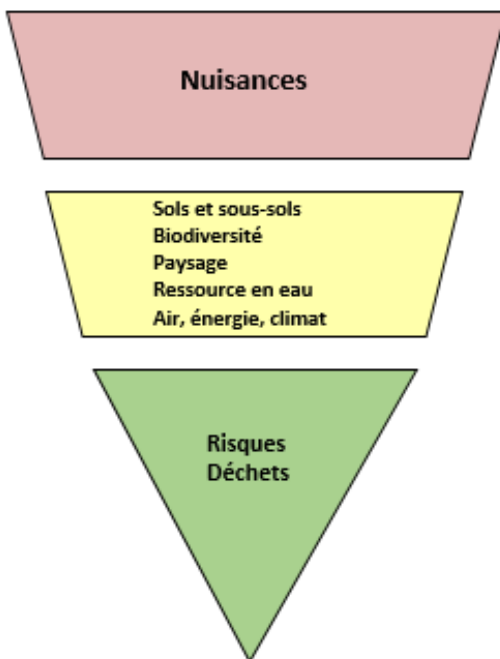 Nuisances
Sols et sous-sols
Biodiversité
Paysage
Ressource en eau
Air, énergie, climat
Risques
Déchets